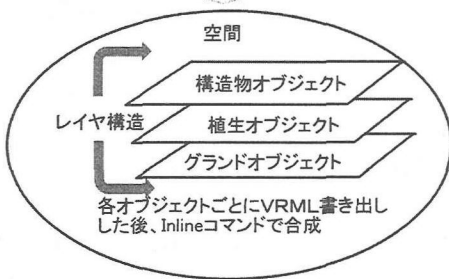 空間
構造物オブジェクト
レイヤ構造
植生オブジェクト
グランドオブジェクト
各オブジェクトごとにVRML書き出し
した後、Inlineコマンドで合成